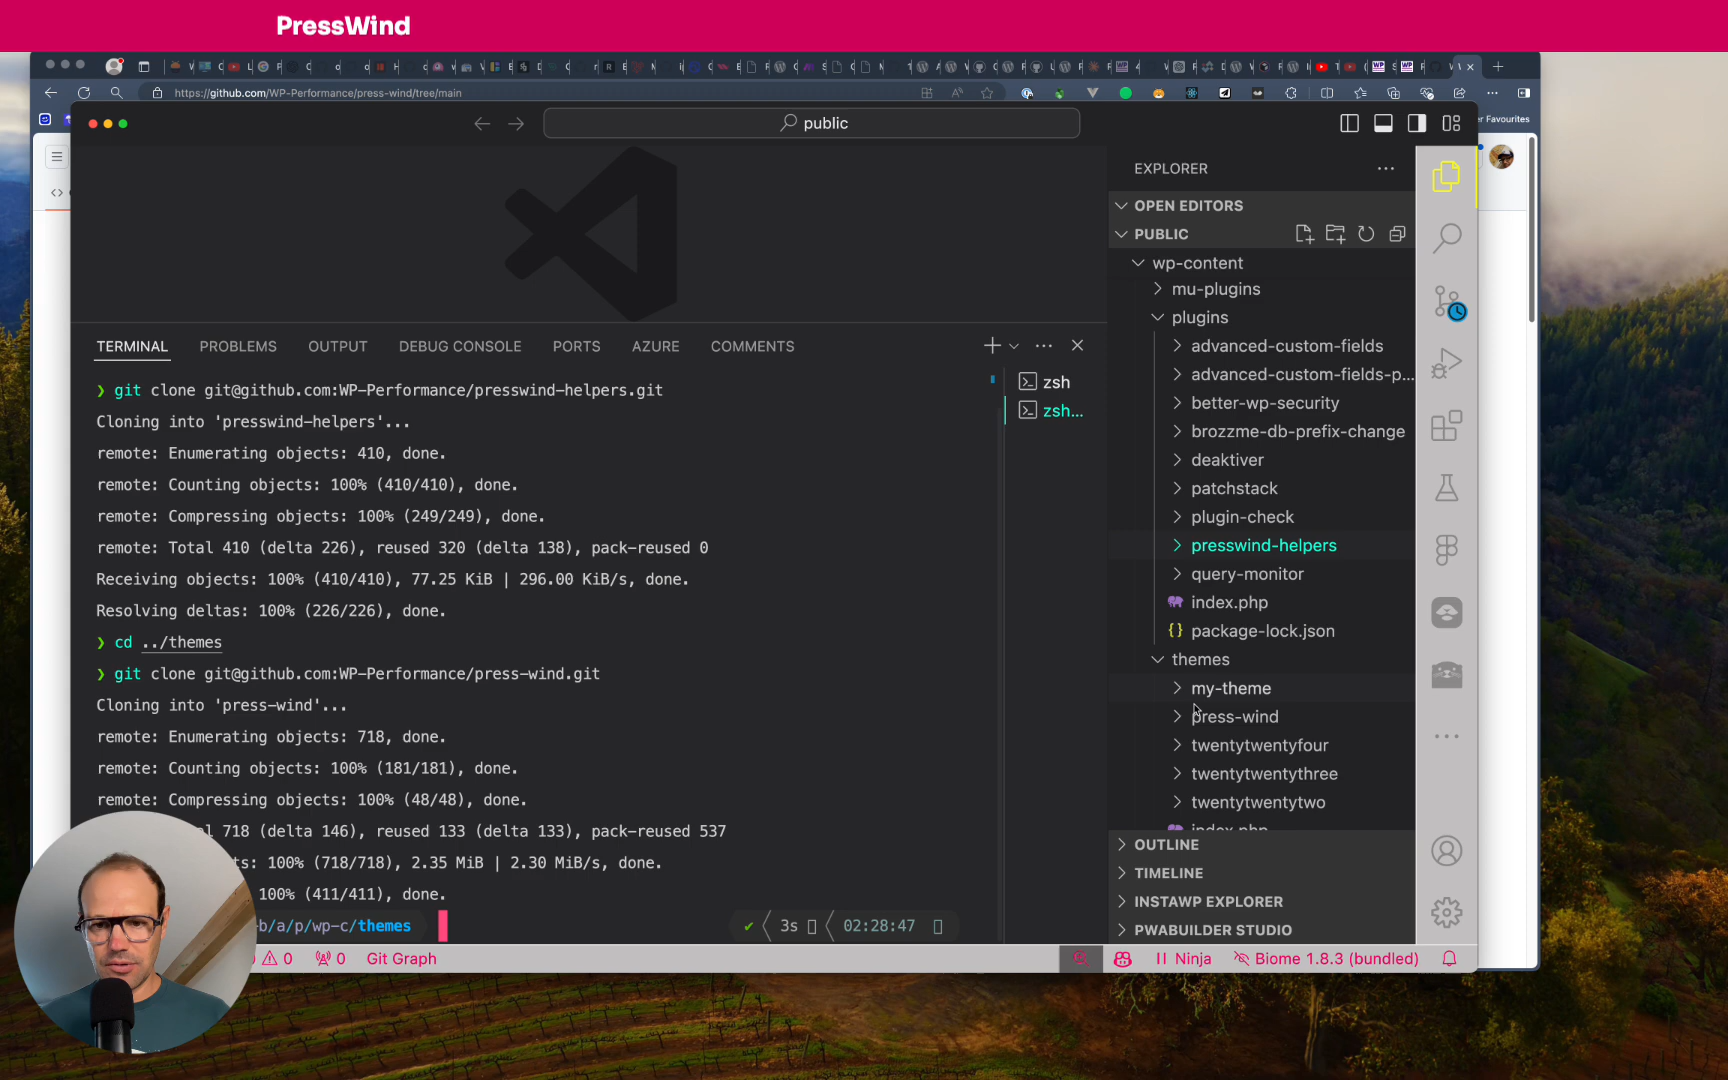 PressWind
https://github.com/WP-Performance/press-wind/tree/main
er Favourites
public
EXPLORER
OPEN EDITORS
PUBLIC
wp-content
mu-plugins
plugins
advanced-custom-fields
advanced-custom-fields-p...
better-wp-security
brozzme-db-prefix-change
deaktiver
patchstack
plugin-check
presswind-helpers
query-monitor
index.php
package-lock.json
themes
my-theme
press-wind
twentytwentyfour
twentytwentythree
twentytwentytwo
index.php
OUTLINE
TIMELINE
INSTAWP EXPLORER
PWABUILDER STUDIO
TERMINAL PROBLEMS OUTPUT DEBUG CONSOLE PORTS AZURE COMMENTS
zsh
zsh...
❯ git clone git@github.com:WP-Performance/presswind-helpers.git
Cloning into 'presswind-helpers'...
remote: Enumerating objects: 410, done.
remote: Counting objects: 100% (410/410), done.
remote: Compressing objects: 100% (249/249), done.
remote: Total 410 (delta 226), reused 320 (delta 138), pack-reused 0
Receiving objects: 100% (410/410), 77.25 KiB | 296.00 KiB/s, done.
Resolving deltas: 100% (226/226), done.
❯ cd ../themes
❯ git clone git@github.com:WP-Performance/press-wind.git
Cloning into 'press-wind'...
remote: Enumerating objects: 718, done.
remote: Counting objects: 100% (181/181), done.
remote: Compressing objects: 100% (48/48), done.
l 718 (delta 146), reused 133 (delta 133), pack-reused 537
ts: 100% (718/718), 2.35 MiB | 2.30 MiB/s, done.
100% (411/411), done.
b/a/p/wp-c/themes
✔ 3s 02:28:47
0 0 Git Graph
Ninja Biome 1.8.3 (bundled)